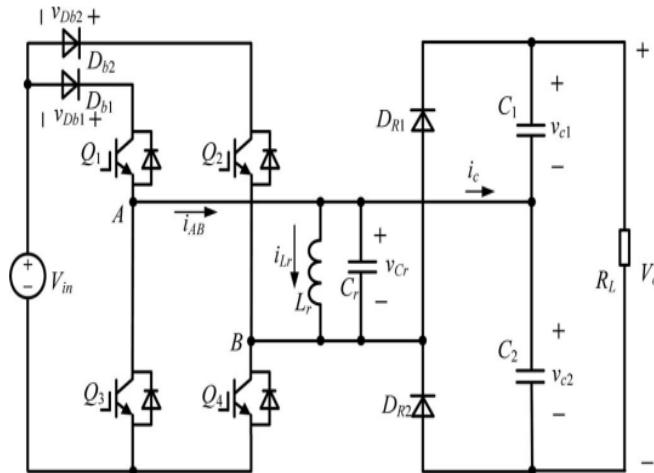 | v_Db2 +
D_b2
D_b1
| v_Db1 +
Q_1
Q_2
D_R1
C_1
+
v_c1
−
+
A
i_AB
i_c
i_Lr
L_r
C_r
+
v_Cr
−
V_in
+
−
R_L
B
C_2
+
v_c2
−
Q_3
Q_4
D_R2
−